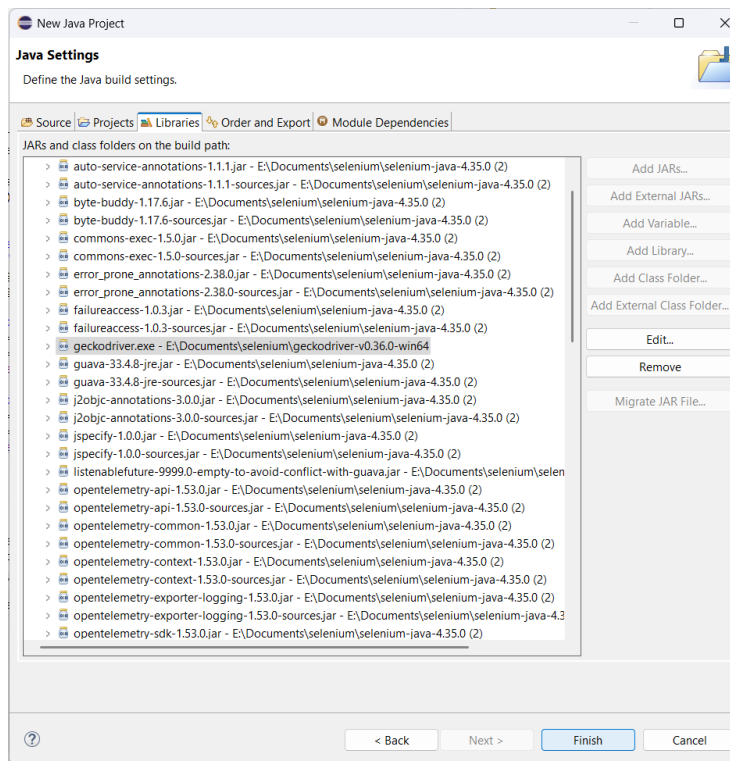 New Java Project
Java Settings
Define the Java build settings.
Source Projects Libraries Order and Export Module Dependencies
JARs and class folders on the build path:
auto-service-annotations-1.1.1.jar - E:\Documents\selenium\selenium-java-4.35.0 (2)
auto-service-annotations-1.1.1-sources.jar - E:\Documents\selenium\selenium-java-4.35.0 (2)
byte-buddy-1.17.6.jar - E:\Documents\selenium\selenium-java-4.35.0 (2)
byte-buddy-1.17.6-sources.jar - E:\Documents\selenium\selenium-java-4.35.0 (2)
commons-exec-1.5.0.jar - E:\Documents\selenium\selenium-java-4.35.0 (2)
commons-exec-1.5.0-sources.jar - E:\Documents\selenium\selenium-java-4.35.0 (2)
error_prone_annotations-2.38.0.jar - E:\Documents\selenium\selenium-java-4.35.0 (2)
error_prone_annotations-2.38.0-sources.jar - E:\Documents\selenium\selenium-java-4.35.0 (2)
failureaccess-1.0.3.jar - E:\Documents\selenium\selenium-java-4.35.0 (2)
failureaccess-1.0.3-sources.jar - E:\Documents\selenium\selenium-java-4.35.0 (2)
geckodriver.exe - E:\Documents\selenium\geckodriver-v0.36.0-win64
guava-33.4.8-jre.jar - E:\Documents\selenium\selenium-java-4.35.0 (2)
guava-33.4.8-jre-sources.jar - E:\Documents\selenium\selenium-java-4.35.0 (2)
j2objc-annotations-3.0.0.jar - E:\Documents\selenium\selenium-java-4.35.0 (2)
j2objc-annotations-3.0.0-sources.jar - E:\Documents\selenium\selenium-java-4.35.0 (2)
jspecify-1.0.0.jar - E:\Documents\selenium\selenium-java-4.35.0 (2)
jspecify-1.0.0-sources.jar - E:\Documents\selenium\selenium-java-4.35.0 (2)
listenablefuture-9999.0-empty-to-avoid-conflict-with-guava.jar - E:\Documents\selenium\selen
opentelemetry-api-1.53.0.jar - E:\Documents\selenium\selenium-java-4.35.0 (2)
opentelemetry-api-1.53.0-sources.jar - E:\Documents\selenium\selenium-java-4.35.0 (2)
opentelemetry-common-1.53.0.jar - E:\Documents\selenium\selenium-java-4.35.0 (2)
opentelemetry-common-1.53.0-sources.jar - E:\Documents\selenium\selenium-java-4.35.0 (2)
opentelemetry-context-1.53.0.jar - E:\Documents\selenium\selenium-java-4.35.0 (2)
opentelemetry-context-1.53.0-sources.jar - E:\Documents\selenium\selenium-java-4.35.0 (2)
opentelemetry-exporter-logging-1.53.0.jar - E:\Documents\selenium\selenium-java-4.35.0 (2)
opentelemetry-exporter-logging-1.53.0-sources.jar - E:\Documents\selenium\selenium-java-4.3
opentelemetry-sdk-1.53.0.jar - E:\Documents\selenium\selenium-java-4.35.0 (2)
Add JARs...
Add External JARs...
Add Variable...
Add Library...
Add Class Folder...
Add External Class Folder...
Edit...
Remove
Migrate JAR File...
? < Back Next > Finish Cancel